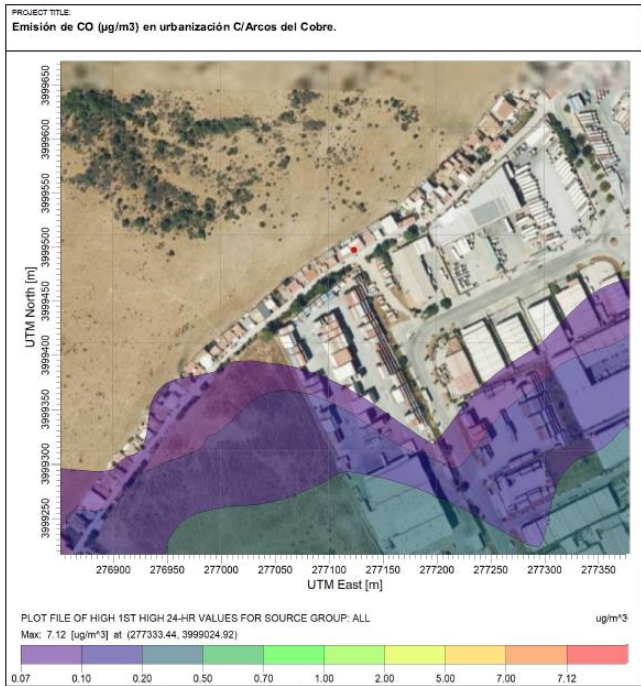 PROJECT TITLE:
Emisión de CO (µg/m3) en urbanización C/Arcos del Cobre.
UTM North [m]
3999650
3999600
3999550
3999500
3999450
3999400
3999350
3999300
3999250
276900 276950 277000 277050 277100 277150 277200 277250 277300 277350
UTM East [m]
PLOT FILE OF HIGH 1ST HIGH 24-HR VALUES FOR SOURCE GROUP: ALL
ug/m^3
Max: 7.12 [ug/m^3] at (277333.44, 3999024.92)
0.07 0.10 0.20 0.50 0.70 1.00 2.00 5.00 7.00 7.12